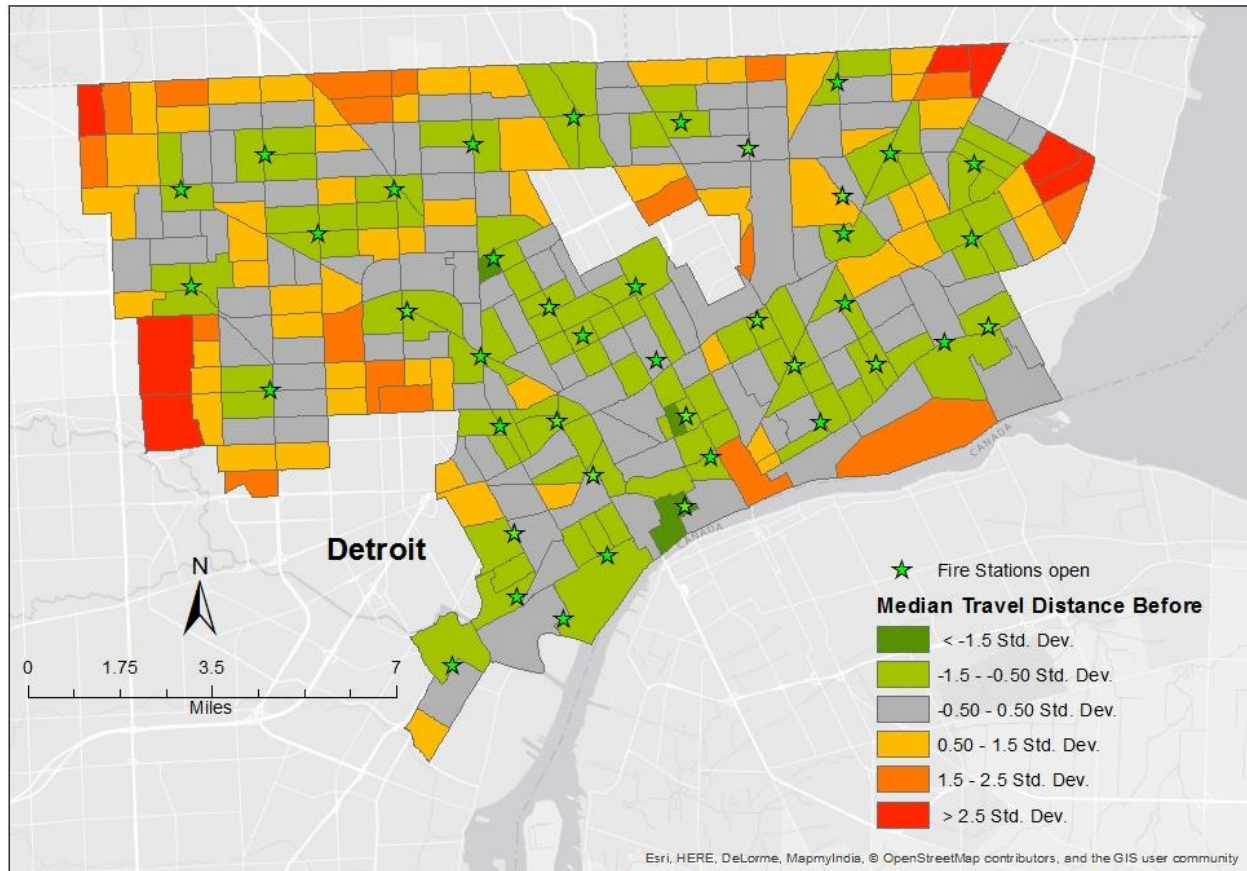 CANADA
CANADA
Detroit
N
0 1.75 3.5 7
Miles
Fire Stations open
Median Travel Distance Before
< -1.5 Std. Dev.
-1.5 - -0.50 Std. Dev.
-0.50 - 0.50 Std. Dev.
0.50 - 1.5 Std. Dev.
1.5 - 2.5 Std. Dev.
> 2.5 Std. Dev.
Esri, HERE, DeLorme, MapmyIndia, © OpenStreetMap contributors, and the GIS user community